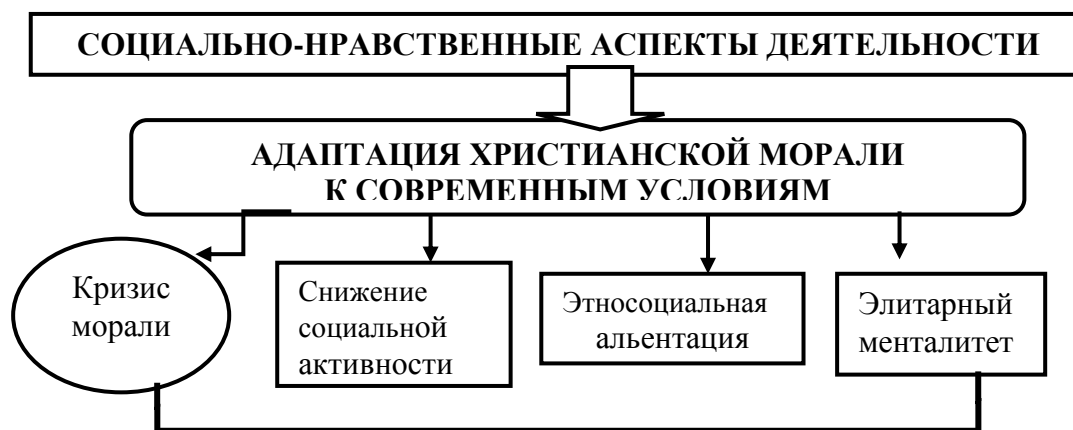 СОЦИАЛЬНО-НРАВСТВЕННЫЕ АСПЕКТЫ ДЕЯТЕЛЬНОСТИ
АДАПТАЦИЯ ХРИСТИАНСКОЙ МОРАЛИ
К СОВРЕМЕННЫМ УСЛОВИЯМ
Кризис
морали
Снижение
социальной
активности
Этносоциальная
альентация
Элитарный
менталитет